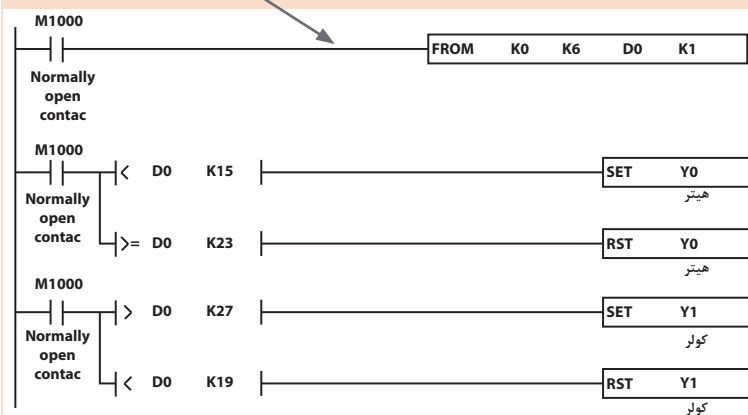 M1000
FROM K0 K6 D0 K1
Normally
open
contac
M1000
< D0 K15 SET Y0
هیتر
Normally
open
contac
>= D0 K23 RST Y0
هیتر
M1000
> D0 K27 SET Y1
کولر
Normally
open
contac
< D0 K19 RST Y1
کولر